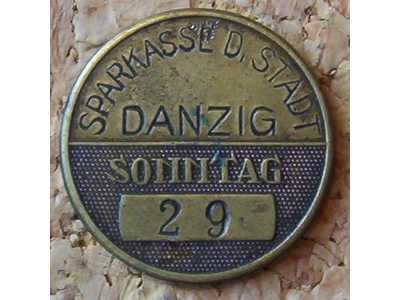 SPARKASSE D. STADT
DANZIG
SONNTAG
29